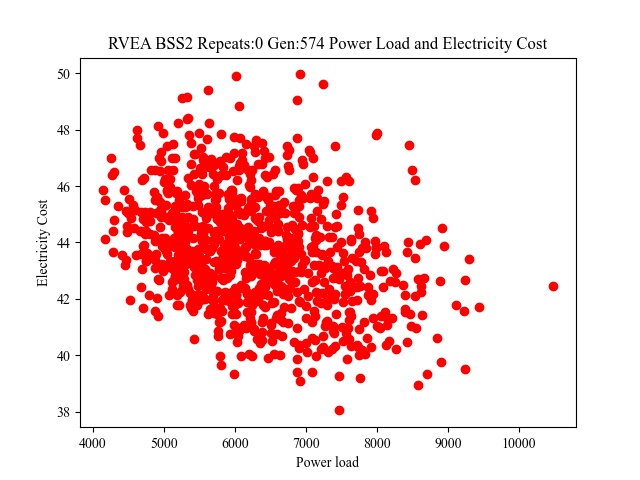 RVEA BSS2 Repeats:0 Gen:574 Power Load and Electricity Cost
50
48
46
44
42
40
38
Electricity Cost
4000 5000 6000 7000 8000 9000 10000
Power load